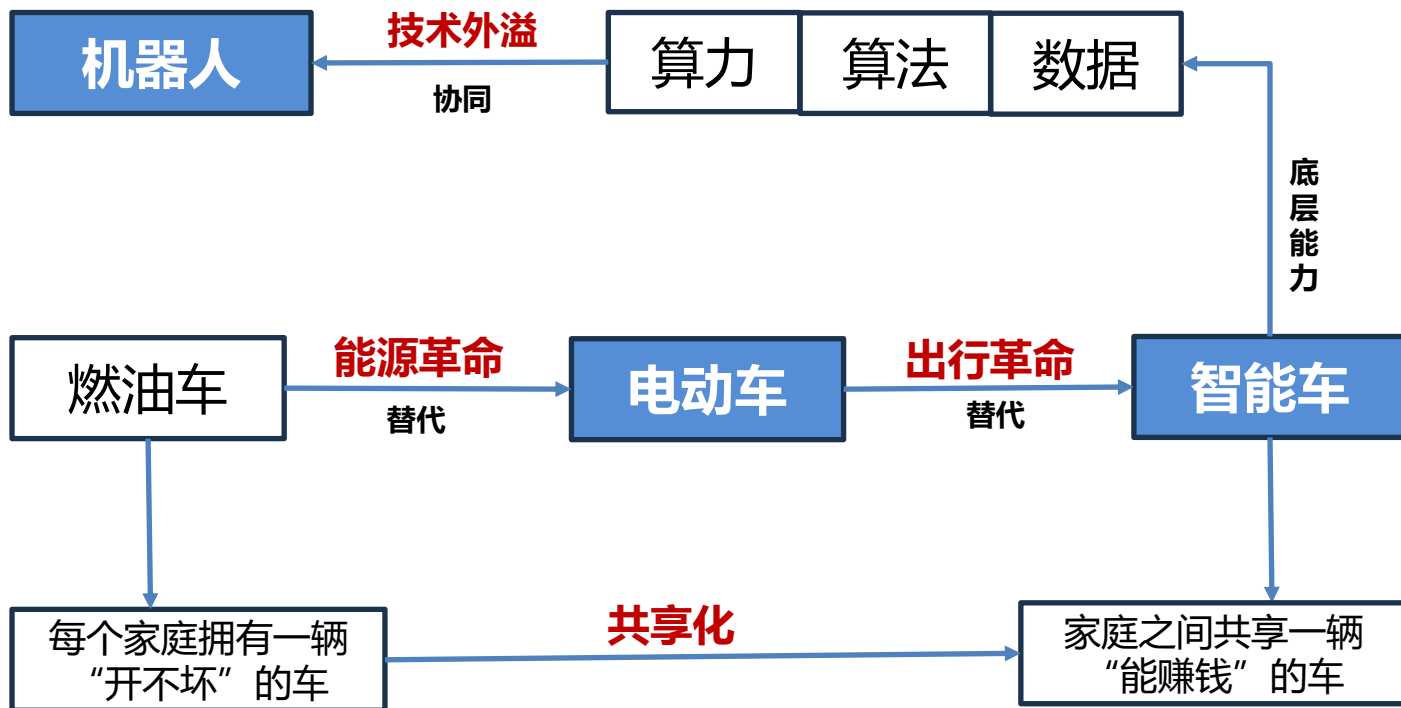 机器人
技术外溢
协同
算力
算法
数据
底层能力
燃油车
能源革命
替代
电动车
出行革命
替代
智能车
每个家庭拥有一辆
“开不坏”的车
共享化
家庭之间共享一辆
“能赚钱”的车